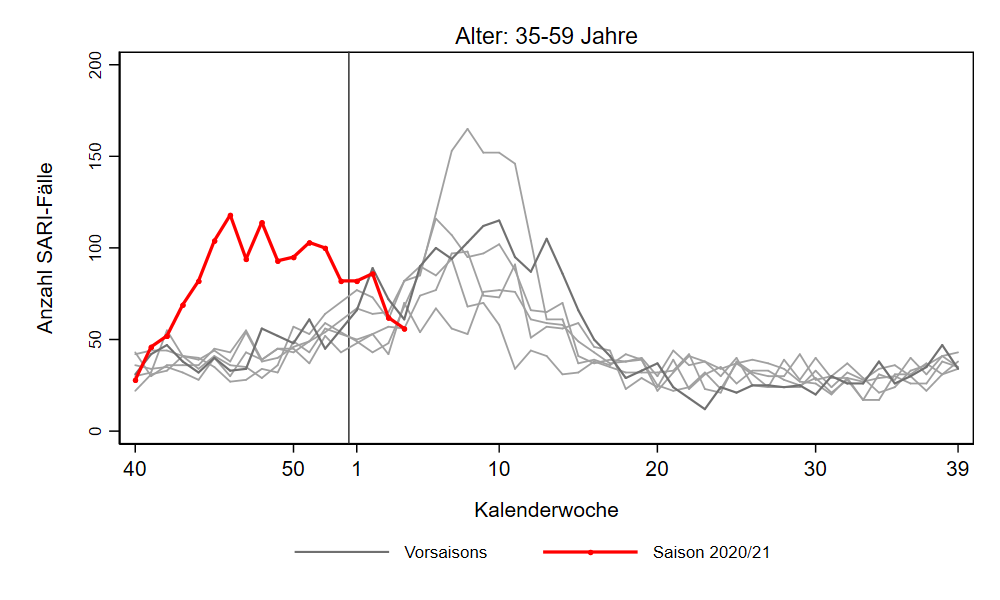 Alter: 35-59 Jahre
Anzahl SARI-Fälle
200
150
100
50
0
40 50 1 10 20 30 39
Kalenderwoche
Vorsaisons Saison 2020/21